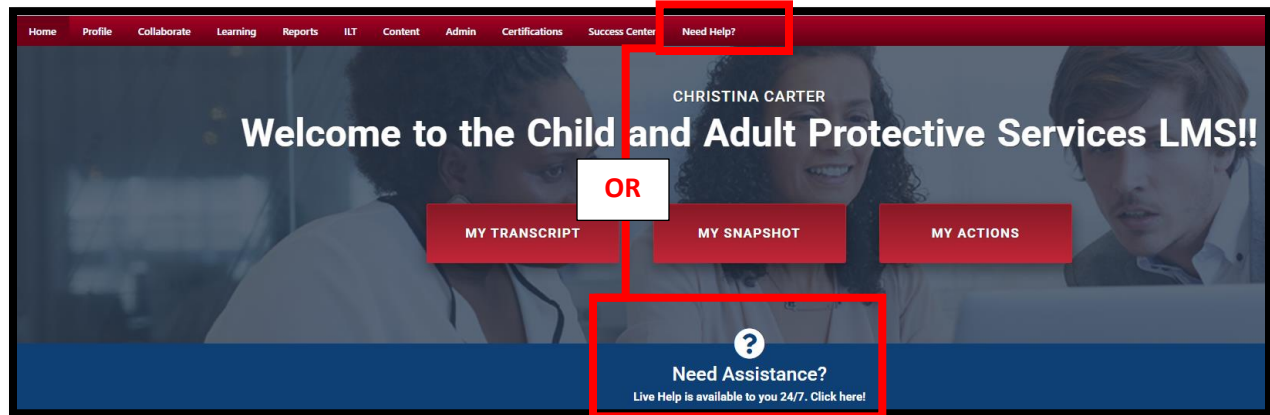 Home Profile Collaborate Learning Reports ILT Content Admin Certifications Success Center Need Help?
CHRISTINA CARTER
Welcome to the Child and Adult Protective Services LMS!!
OR
MY TRANSCRIPT MY SNAPSHOT MY ACTIONS
?
Need Assistance?
Live Help is available to you 24/7. Click here!